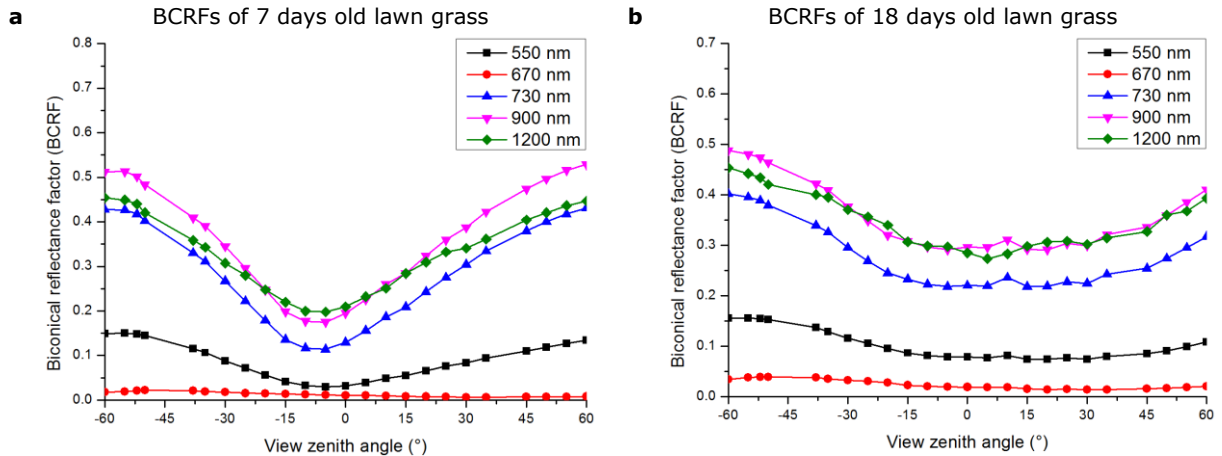 a BCRFs of 7 days old lawn grass
0.8
0.7
0.6
0.5
0.4
0.3
0.2
0.1
0.0
Biconical reflectance factor (BCRF)
550 nm
670 nm
730 nm
900 nm
1200 nm
-60 -45 -30 -15 0 15 30 45 60
View zenith angle (°)
b BCRFs of 18 days old lawn grass
0.7
0.6
0.5
0.4
0.3
0.2
0.1
0.0
Biconical reflectance factor (BCRF)
550 nm
670 nm
730 nm
900 nm
1200 nm
-60 -45 -30 -15 0 15 30 45 60
View zenith angle (°)